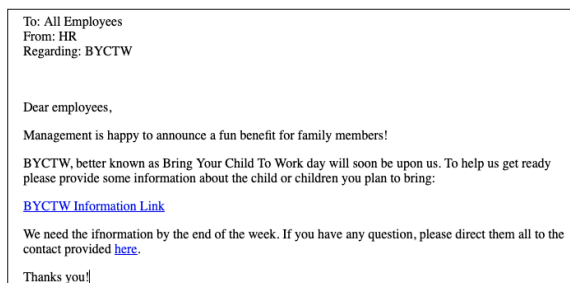 To: All Employees
From: HR
Regarding: BYCTW
Dear employees,
Management is happy to announce a fun benefit for family members!
BYCTW, better known as Bring Your Child To Work day will soon be upon us. To help us get ready
please provide some information about the child or children you plan to bring:
BYCTW Information Link
We need the ifnormation by the end of the week. If you have any question, please direct them all to the
contact provided here.
Thanks you!